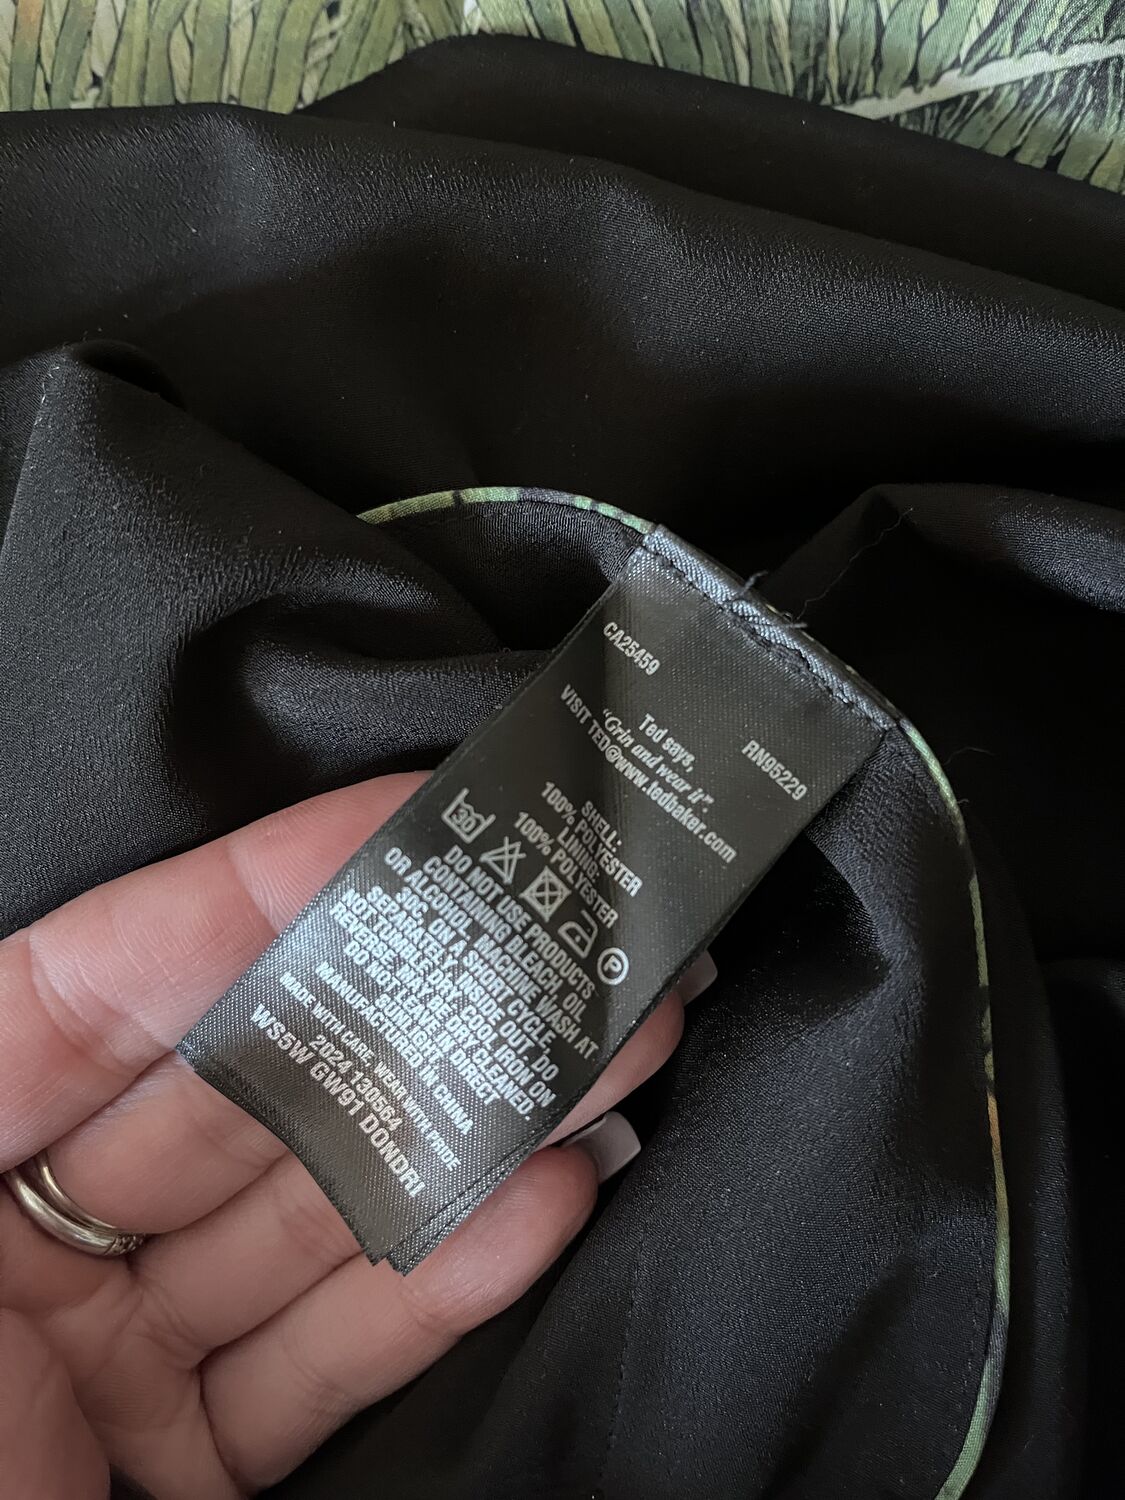 CA25459
RN95229
Ted says,
"Grin and wear it".
VISIT TED@www.tedbaker.com
SHELL:
100% POLYESTER
LINING:
100% POLYESTER
30
P
DO NOT USE PRODUCTS
CONTAINING BLEACH, OIL
OR ALCOHOL. MACHINE WASH AT
30C, ON A SHORT CYCLE,
SEPARATELY, INSIDE OUT. DO
NOT TUMBLE DRY. COOL IRON ON
REVERSE. MAY BE DRY CLEANED.
DO NOT LEAVE DAMP IN DIRECT
SUNLIGHT.
MANUFACTURED IN CHINA
MADE WITH CARE, WEAR WITH PRIDE
2024 130564
WS5W GW91 DONDRI